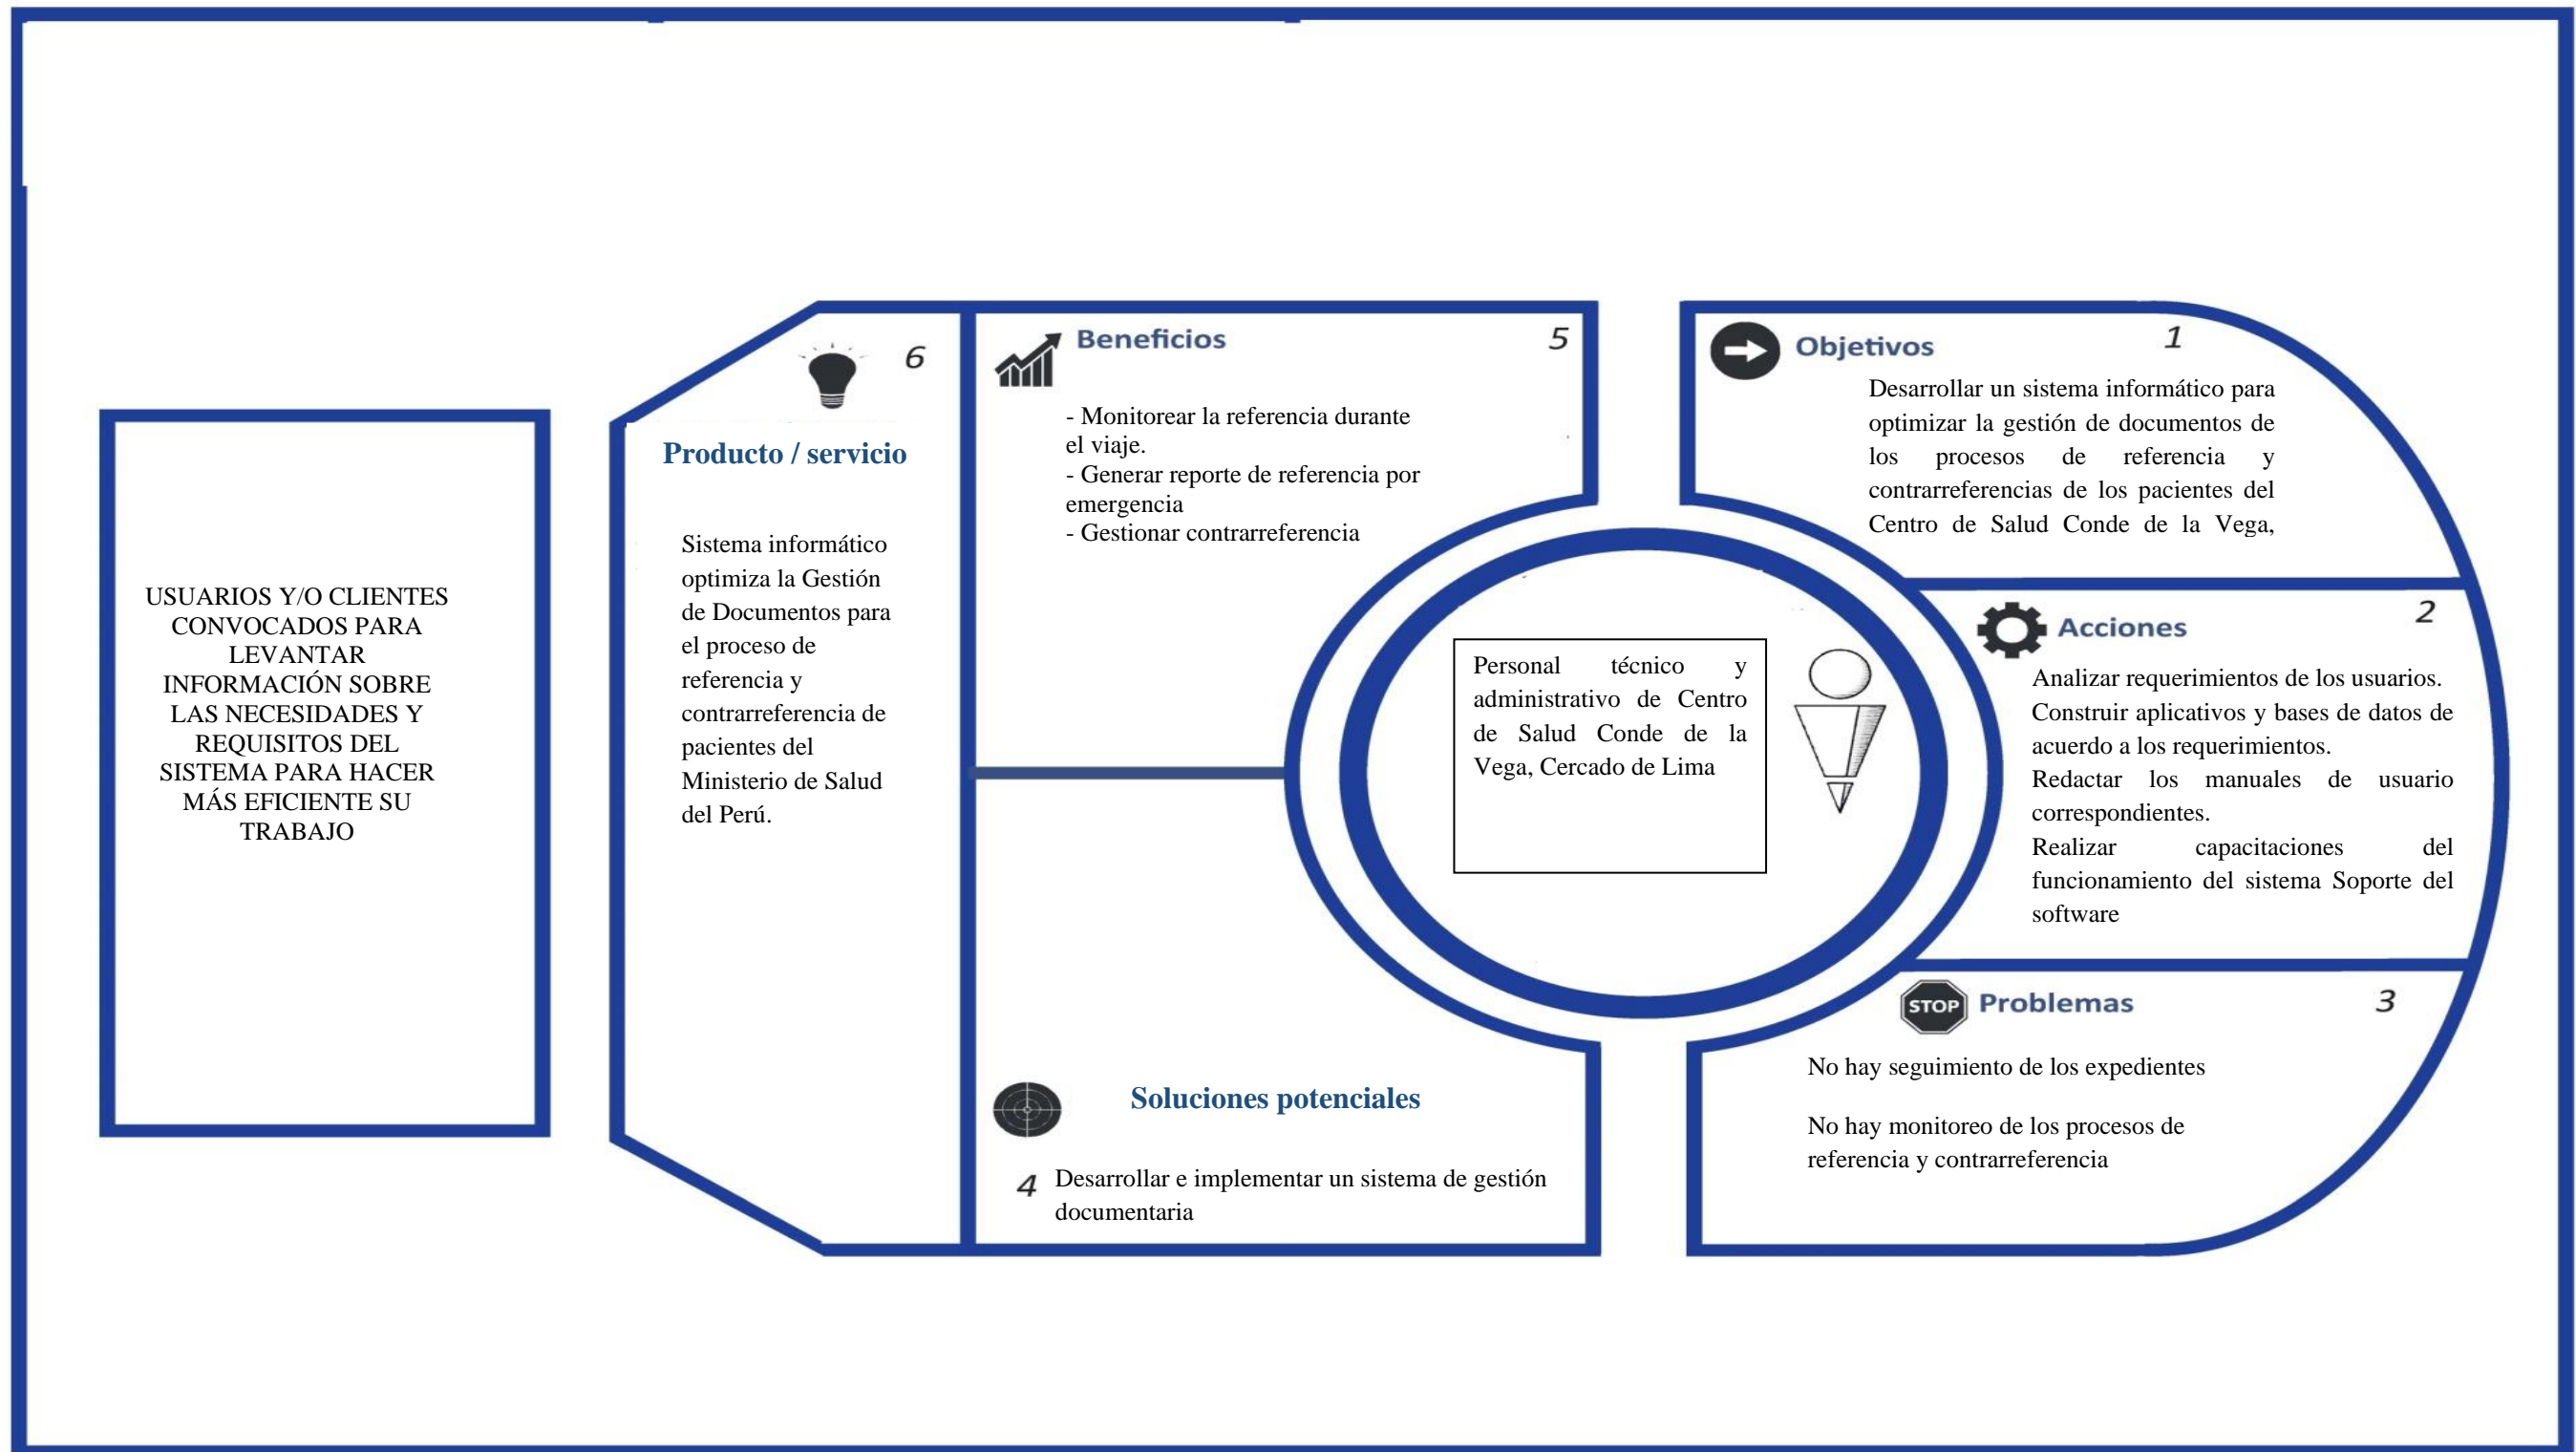 USUARIOS Y/O CLIENTES
CONVOCADOS PARA
LEVANTAR
INFORMACIÓN SOBRE
LAS NECESIDADES Y
REQUISITOS DEL
SISTEMA PARA HACER
MÁS EFICIENTE SU
TRABAJO
6
Producto / servicio
Sistema informático
optimiza la Gestión
de Documentos para
el proceso de
referencia y
contrarreferencia de
pacientes del
Ministerio de Salud
del Perú.
Beneficios
5
- Monitorear la referencia durante
el viaje.
- Generar reporte de referencia por
emergencia
- Gestionar contrarreferencia
Soluciones potenciales
4
Desarrollar e implementar un sistema de gestión
documentaria
Personal técnico y
administrativo de Centro
de Salud Conde de la
Vega, Cercado de Lima
Objetivos
1
Desarrollar un sistema informático para
optimizar la gestión de documentos de
los procesos de referencia y
contrarreferencias de los pacientes del
Centro de Salud Conde de la Vega,
Acciones
2
Analizar requerimientos de los usuarios.
Construir aplicativos y bases de datos de
acuerdo a los requerimientos.
Redactar los manuales de usuario
correspondientes.
Realizar capacitaciones del
funcionamiento del sistema Soporte del
software
STOP
Problemas
3
No hay seguimiento de los expedientes
No hay monitoreo de los procesos de
referencia y contrarreferencia